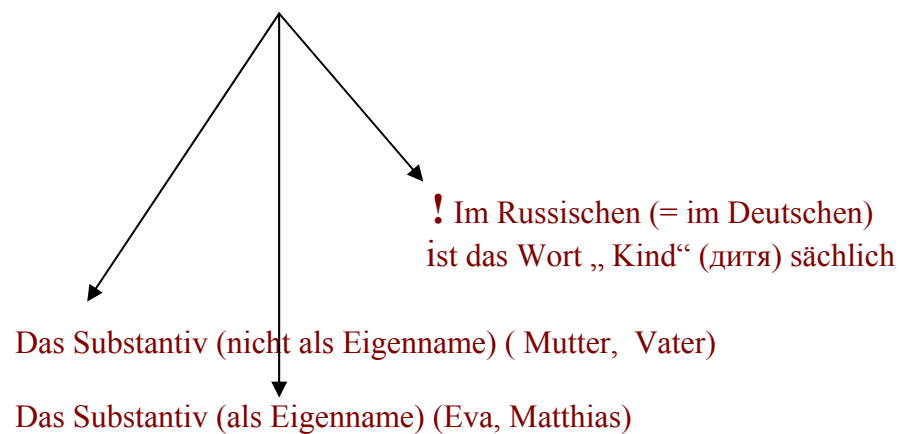 ! Im Russischen (= im Deutschen)
ist das Wort „ Kind“ (дитя) sächlich
Das Substantiv (nicht als Eigenname) ( Mutter, Vater)
Das Substantiv (als Eigenname) (Eva, Matthias)